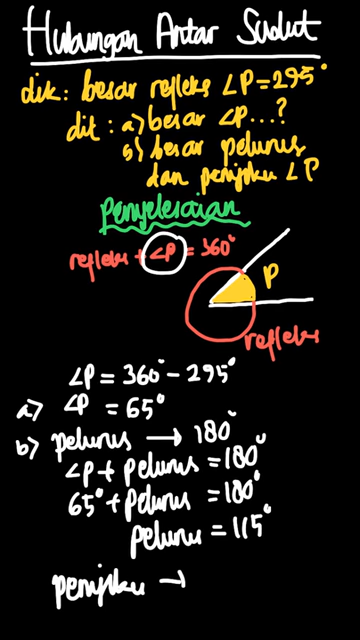 Hubungan Antar Sudut
dik: besar refleks ∠P = 295°
dit: a) besar ∠P...?
b) besar pelurus
dan penyiku ∠P
Penyelesaian
refleks + ∠P = 360°
P
refleks
∠P = 360° - 295°
a) ∠P = 65°
b) pelurus → 180°
∠P + pelurus = 180°
65° + pelurus = 180°
pelurus = 115°
penyiku →